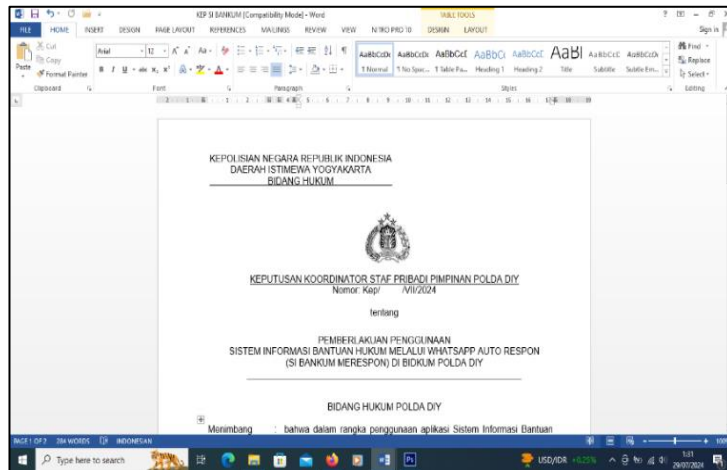 KEP SI BANKUM [Compatibility Mode] - Word
TABLE TOOLS
FILE HOME INSERT DESIGN PAGE LAYOUT REFERENCES MAILINGS REVIEW VIEW NITRO PRO 10 DESIGN LAYOUT Sign in
Cut
Copy
Format Painter
Paste
Arial 12
Find
Replace
Select
AaBbCcDc AaBbCcDc AaBbCcC AaBbC AaBbCcC AaBl AaBbCcC AaBbCcDc
1 Normal 1 No Spac... 1 Table Pa... Heading 1 Heading 2 Title Subtitle Subtle Em...
Clipboard Font Paragraph Styles Editing
KEPOLISIAN NEGARA REPUBLIK INDONESIA
DAERAH ISTIMEWA YOGYAKARTA
BIDANG HUKUM
KEPUTUSAN KOORDINATOR STAF PRIBADI PIMPINAN POLDA DIY
Nomor: Kep/ /VII/2024
tentang
PEMBERLAKUAN PENGGUNAAN
SISTEM INFORMASI BANTUAN HUKUM MELALUI WHATSAPP AUTO RESPON
(SI BANKUM MERESPON) DI BIDKUM POLDA DIY
BIDANG HUKUM POLDA DIY
Menimbang : bahwa dalam rangka penggunaan aplikasi Sistem Informasi Bantuan
284 WORDS INDONESIAN
Type here to search
USD/IDR +0.25%
1:31
29/07/2024